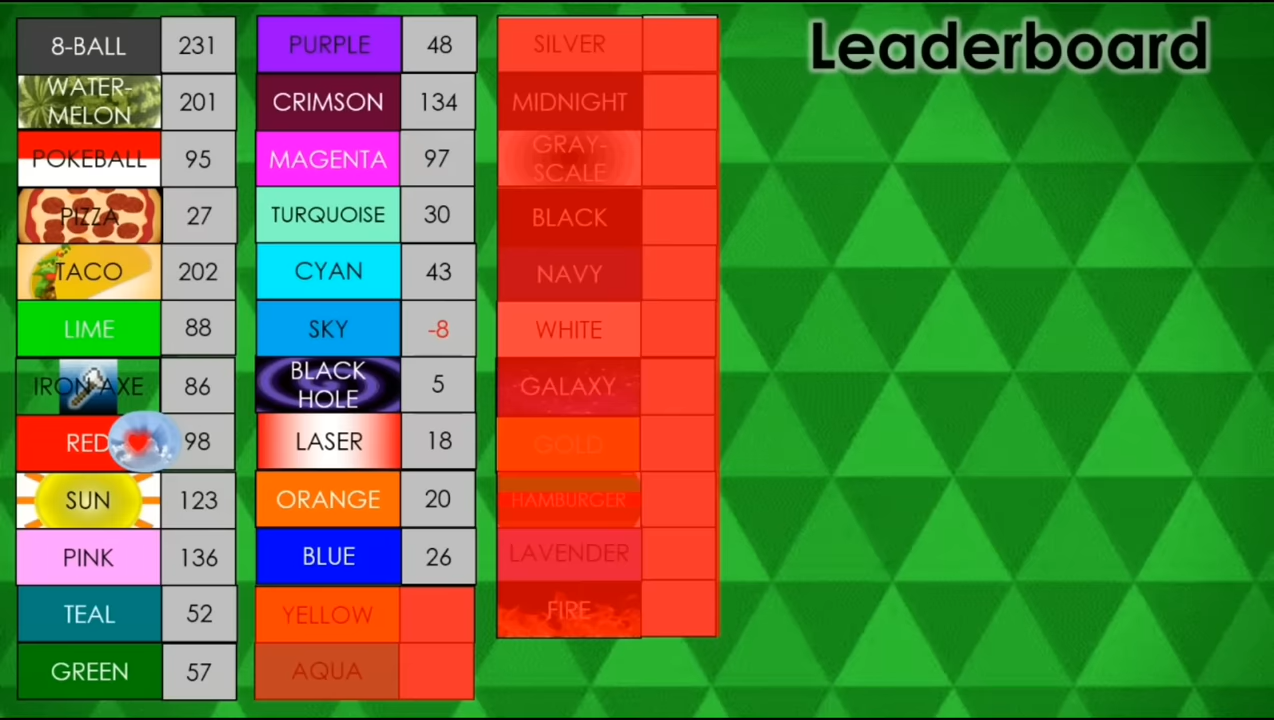 Leaderboard
8-BALL 231
WATER-
MELON 201
POKEBALL 95
PIZZA 27
TACO 202
LIME 88
IRON AXE 86
RED 98
SUN 123
PINK 136
TEAL 52
GREEN 57
PURPLE 48
CRIMSON 134
MAGENTA 97
TURQUOISE 30
CYAN 43
SKY -8
BLACK
HOLE 5
LASER 18
ORANGE 20
BLUE 26
YELLOW
AQUA
SILVER
MIDNIGHT
GRAY-
SCALE
BLACK
NAVY
WHITE
GALAXY
GOLD
HAMBURGER
LAVENDER
FIRE